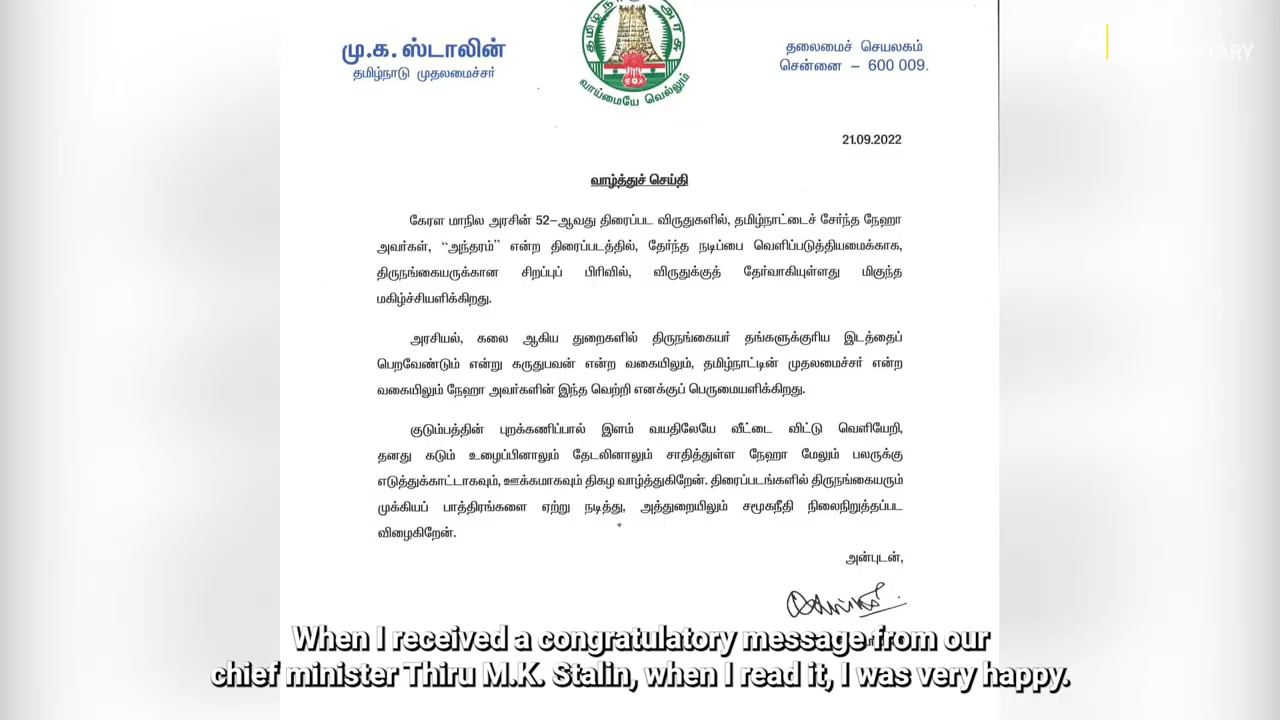 மு.க. ஸ்டாலின்
தமிழ்நாடு முதலமைச்சர்
தமிழ்நாடு அரசு
வாய்மையே வெல்லும்
தலைமைச் செயலகம்
சென்னை – 600 009.
21.09.2022
வாழ்த்துச் செய்தி
கேரள மாநில அரசின் 52–ஆவது திரைப்பட விருதுகளில், தமிழ்நாட்டைச் சேர்ந்த நேஹா
அவர்கள், “அந்தரம்” என்ற திரைப்படத்தில், தேர்ந்த நடிப்பை வெளிப்படுத்தியமைக்காக,
திருநங்கையருக்கான சிறப்புப் பிரிவில், விருதுக்குத் தேர்வாகியுள்ளது மிகுந்த
மகிழ்ச்சியளிக்கிறது.
அரசியல், கலை ஆகிய துறைகளில் திருநங்கையர் தங்களுக்குரிய இடத்தைப்
பெறவேண்டும் என்று கருதுபவன் என்ற வகையிலும், தமிழ்நாட்டின் முதலமைச்சர் என்ற
வகையிலும் நேஹா அவர்களின் இந்த வெற்றி எனக்குப் பெருமையளிக்கிறது.
குடும்பத்தின் புறக்கணிப்பால் இளம் வயதிலேயே வீட்டை விட்டு வெளியேறி,
தனது கடும் உழைப்பினாலும் தேடலினாலும் சாதித்துள்ள நேஹா மேலும் பலருக்கு
எடுத்துக்காட்டாகவும், ஊக்கமாகவும் திகழ வாழ்த்துகிறேன். திரைப்படங்களில் திருநங்கையரும்
முக்கியப் பாத்திரங்களை ஏற்று நடித்து, அத்துறையிலும் சமூகநீதி நிலைநிறுத்தப்பட
விழைகிறேன்.
அன்புடன்,
When I received a congratulatory message from our
chief minister Thiru M.K. Stalin, when I read it, I was very happy.